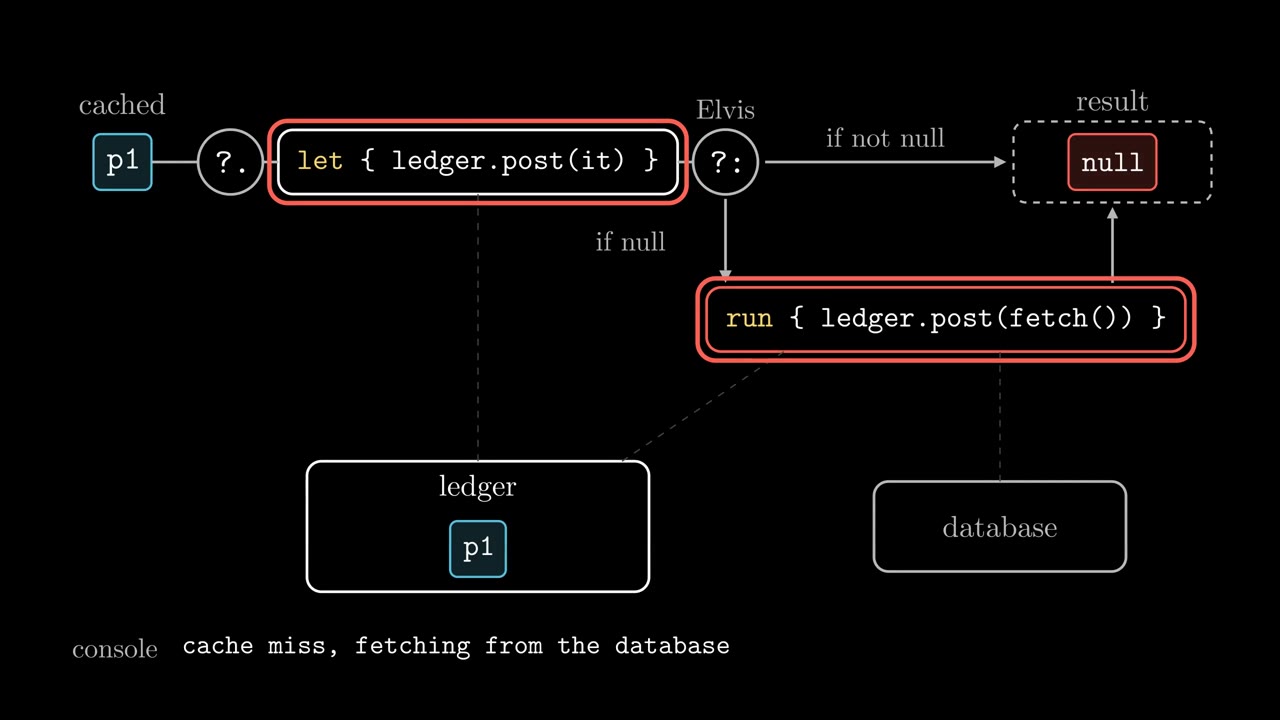 cached
Elvis
result
p1
?.
let { ledger.post(it) }
?:
if not null
null
if null
run { ledger.post(fetch()) }
ledger
p1
database
console
cache miss, fetching from the database